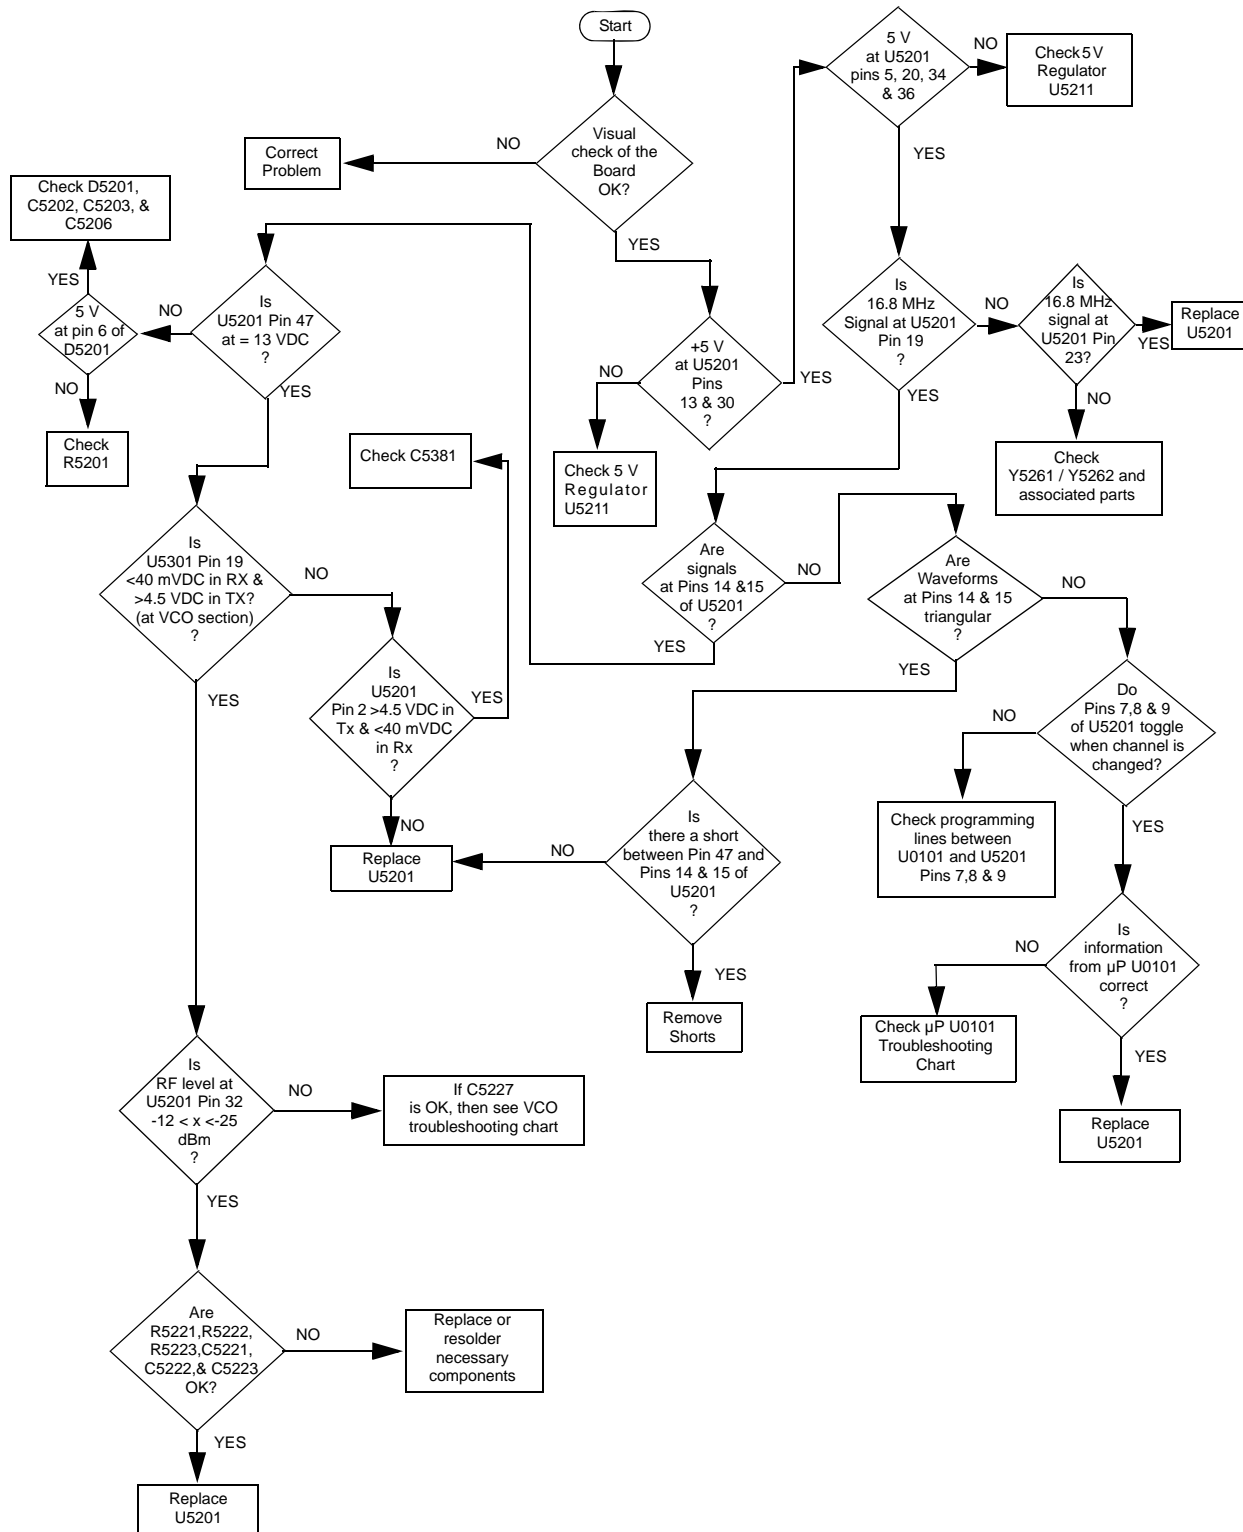 Start
5 V
at U5201
pins 5, 20, 34
& 36
NO
Check 5 V
Regulator
U5211
YES
Visual
check of the
Board
OK?
NO
Correct
Problem
YES
Check D5201,
C5202, C5203, &
C5206
YES
5 V
at pin 6 of
D5201
NO
NO
Check
R5201
Is
U5201 Pin 47
at = 13 VDC
?
YES
+5 V
at U5201
Pins
13 & 30
?
NO
YES
Check 5 V
Regulator
U5211
Is
16.8 MHz
Signal at U5201
Pin 19
?
NO
YES
Is
16.8 MHz
signal at
U5201 Pin
23?
YES
Replace
U5201
NO
Check
Y5261 / Y5262 and
associated parts
Check C5381
Is
U5301 Pin 19
<40 mVDC in RX &
>4.5 VDC in TX?
(at VCO section)
?
NO
YES
Is
U5201
Pin 2 >4.5 VDC in
Tx & <40 mVDC
in Rx
?
YES
NO
Replace
U5201
Are
signals
at Pins 14 &15
of U5201
?
NO
YES
Are
Waveforms
at Pins 14 & 15
triangular
?
NO
YES
Is
there a short
between Pin 47 and
Pins 14 & 15 of
U5201
?
NO
YES
Remove
Shorts
Do
Pins 7,8 & 9
of U5201 toggle
when channel is
changed?
NO
YES
Check programming
lines between
U0101 and U5201
Pins 7,8 & 9
Is
information
from µP U0101
correct
?
NO
YES
Check µP U0101
Troubleshooting
Chart
Replace
U5201
Is
RF level at
U5201 Pin 32
-12 < x <-25
dBm
?
NO
YES
If C5227
is OK, then see VCO
troubleshooting chart
Are
R5221,R5222,
R5223,C5221,
C5222,& C5223
OK?
NO
YES
Replace or
resolder
necessary
components
Replace
U5201